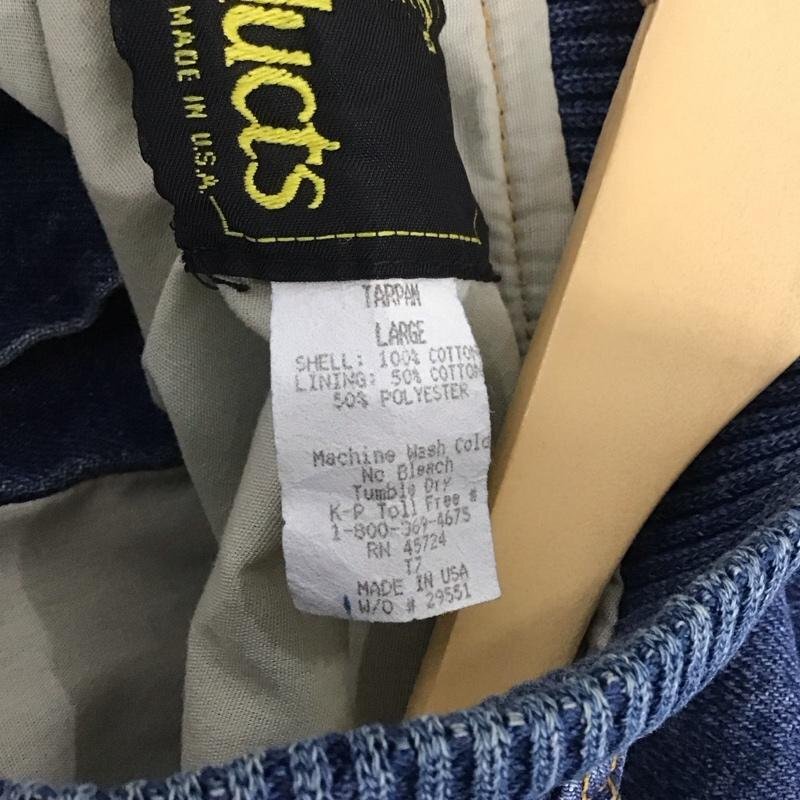 ducts
MADE IN U.S.A.
TARPAN
LARGE
SHELL: 100% COTTON
LINING: 50% COTTON
50% POLYESTER
Machine Wash Cold
No Bleach
Tumble Dry
K-P Toll Free #
1-800-369-4675
RN 45724
T7
MADE IN USA
W/O # 29551